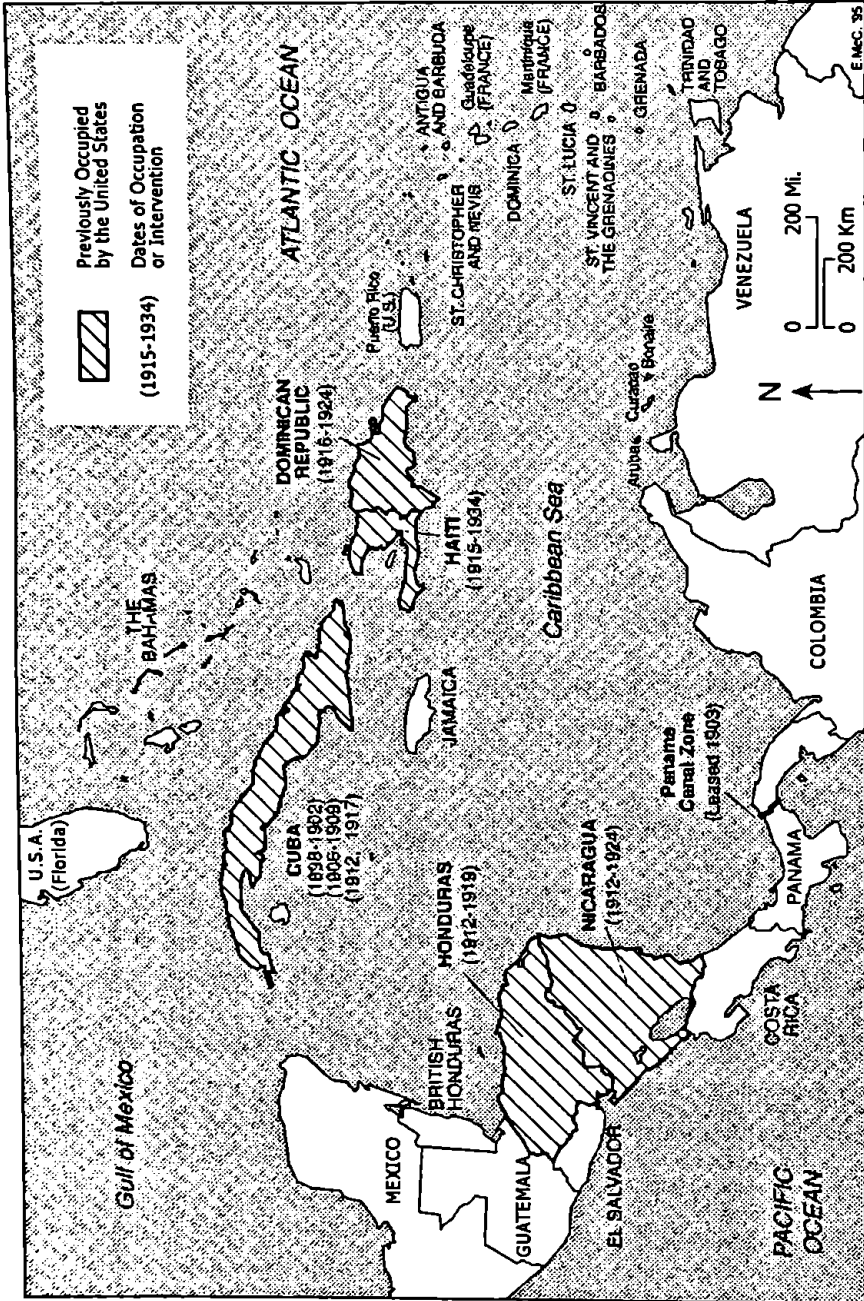 Previously Occupied
by the United States
(1915-1934)
Dates of Occupation
or Intervention
U.S.A.
(Florida)
Gulf of Mexico
ATLANTIC OCEAN
THE
BAHAMAS
CUBA
(1898-1902)
(1906-1909)
(1912, 1917)
DOMINICAN
REPUBLIC
(1916-1924)
HAITI
(1915-1934)
Puerto Rico
(U.S.)
JAMAICA
ANTIGUA
AND BARBUDA
Guadeloupe
(FRANCE)
ST. CHRISTOPHER
AND NEVIS
DOMINICA
Martinique
(FRANCE)
ST. LUCIA
ST. VINCENT AND
THE GRENADINES
BARBADOS
GRENADA
TRINIDAD
AND
TOBAGO
Caribbean Sea
MEXICO
BRITISH
HONDURAS
HONDURAS
(1912-1919)
GUATEMALA
EL SALVADOR
NICARAGUA
(1912-1924)
COSTA
RICA
Panama
Canal Zone
(Leased 1903)
PANAMA
PACIFIC
OCEAN
Aruba
Curacao
Bonaire
COLOMBIA
VENEZUELA
N
0 200 Mi.
0 200 Km
E.McC. '95